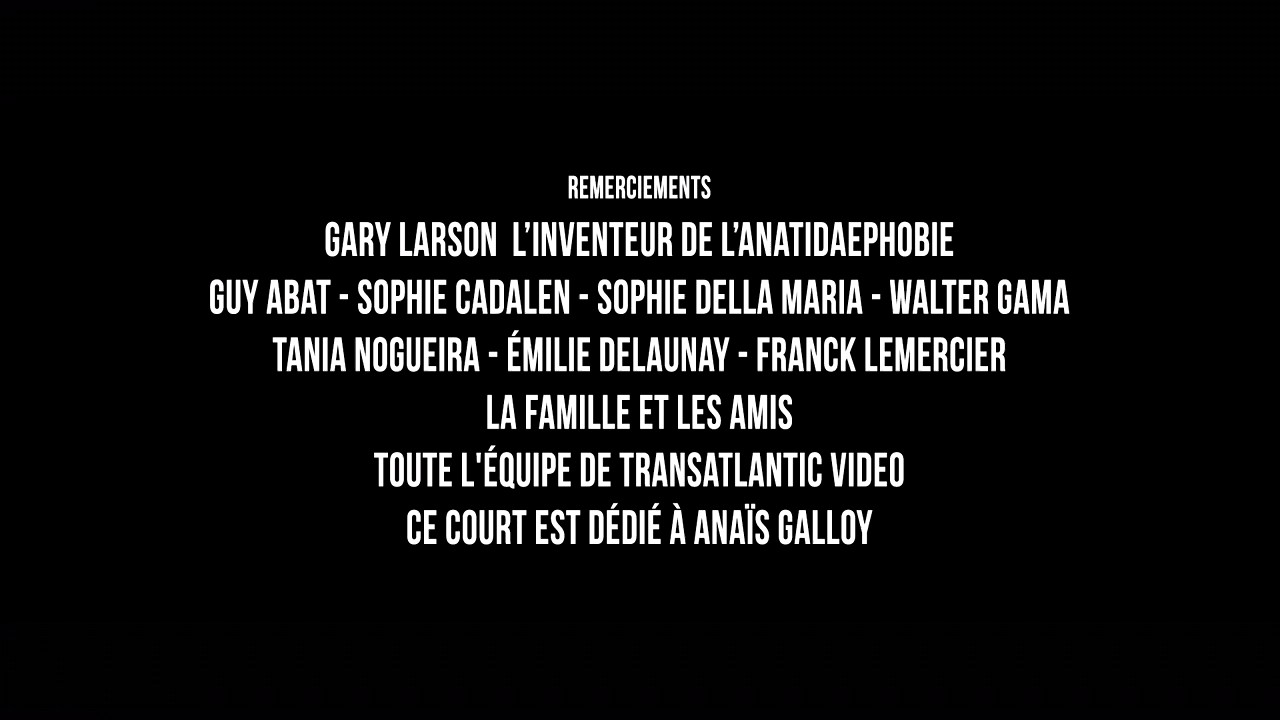 REMERCIEMENTS
GARY LARSON L’INVENTEUR DE L’ANATIDAEPHOBIE
GUY ABAT - SOPHIE CADALEN - SOPHIE DELLA MARIA - WALTER GAMA
TANIA NOGUEIRA - ÉMILIE DELAUNAY - FRANCK LEMERCIER
LA FAMILLE ET LES AMIS
TOUTE L'ÉQUIPE DE TRANSATLANTIC VIDEO
CE COURT EST DÉDIÉ À ANAÏS GALLOY